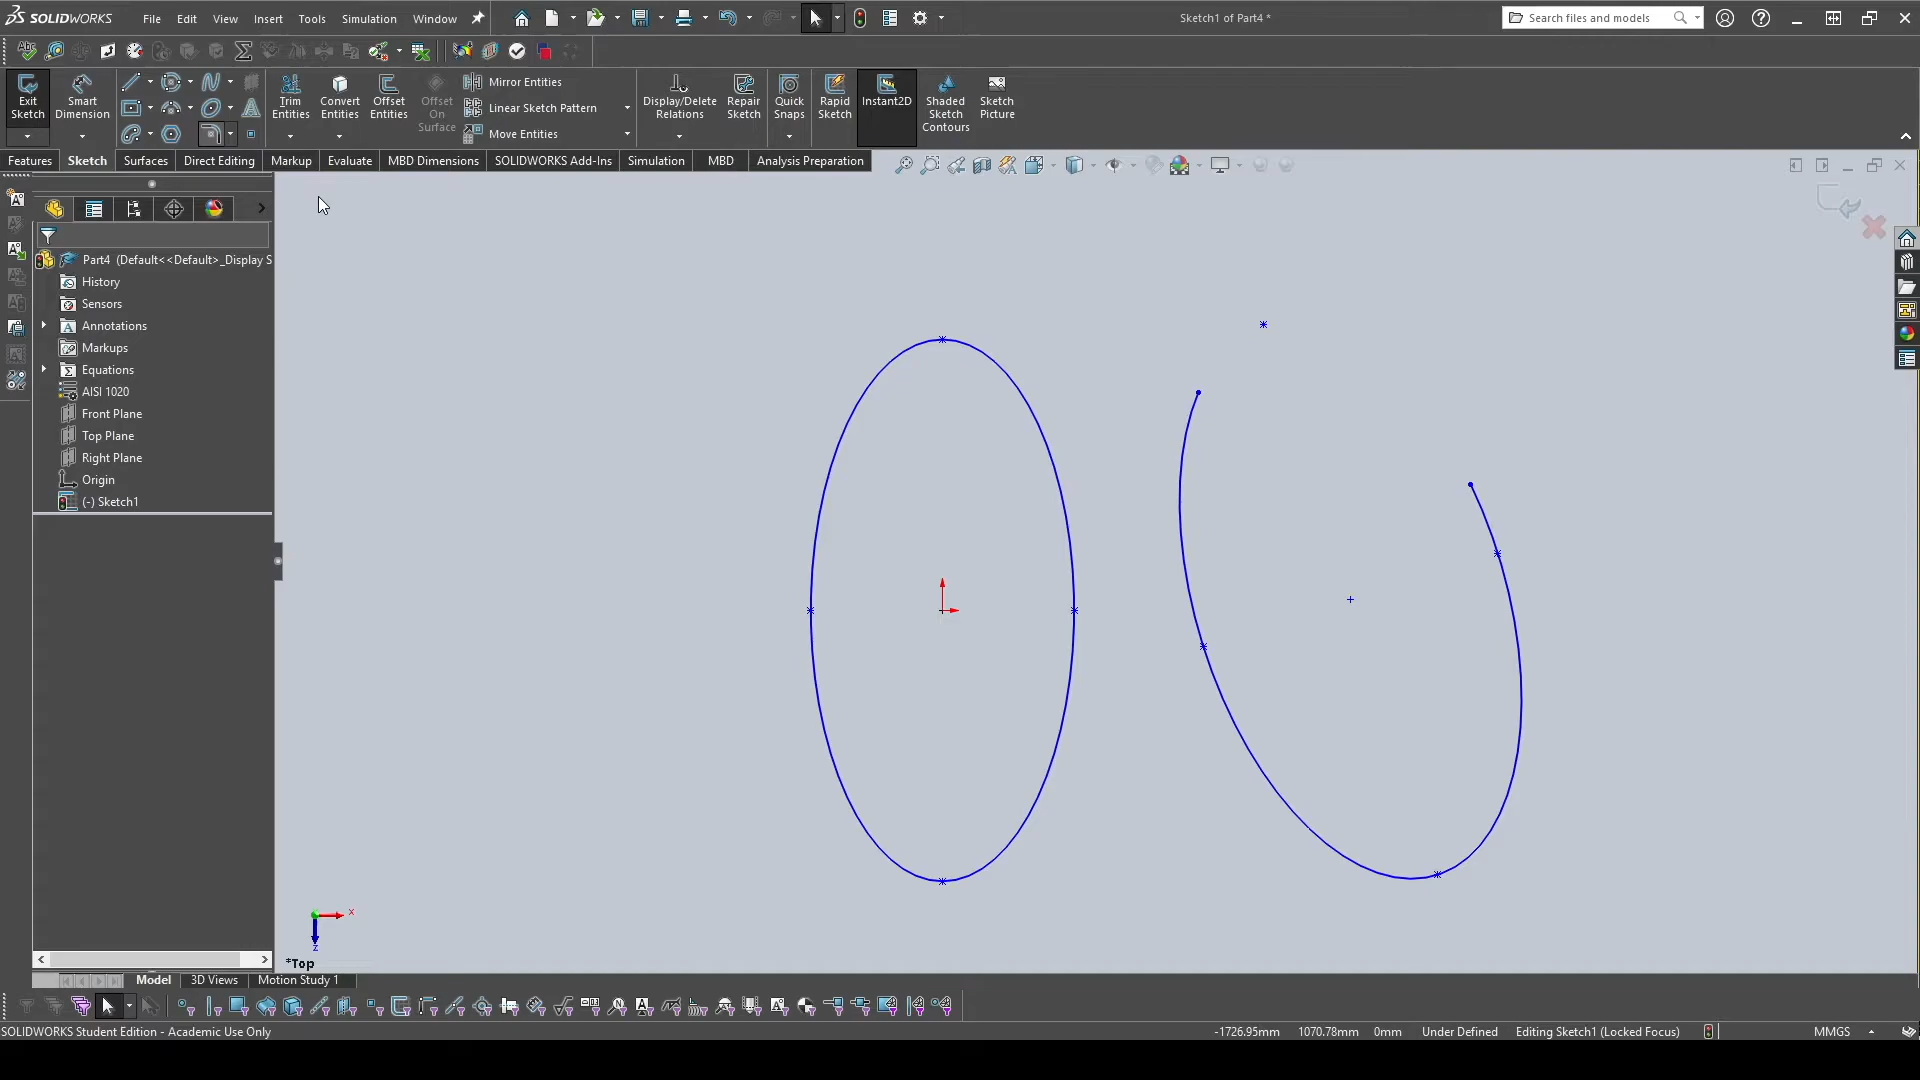 SOLIDWORKS File Edit View Insert Tools Simulation Window Sketch1 of Part4 * Search files and models
Exit Sketch
Smart Dimension
Trim Entities
Convert Entities
Offset Entities
Offset On Surface
Mirror Entities
Linear Sketch Pattern
Move Entities
Display/Delete Relations
Repair Sketch
Quick Snaps
Rapid Sketch
Instant2D
Shaded Sketch Contours
Sketch Picture
Features Sketch Surfaces Direct Editing Markup Evaluate MBD Dimensions SOLIDWORKS Add-Ins Simulation MBD Analysis Preparation
Part4 (Default<<Default>_Display S
History
Sensors
Annotations
Markups
Equations
AISI 1020
Front Plane
Top Plane
Right Plane
Origin
(-) Sketch1
x
z
*Top
Model 3D Views Motion Study 1
SOLIDWORKS Student Edition - Academic Use Only -1726.95mm 1070.78mm 0mm Under Defined Editing Sketch1 (Locked Focus) MMGS